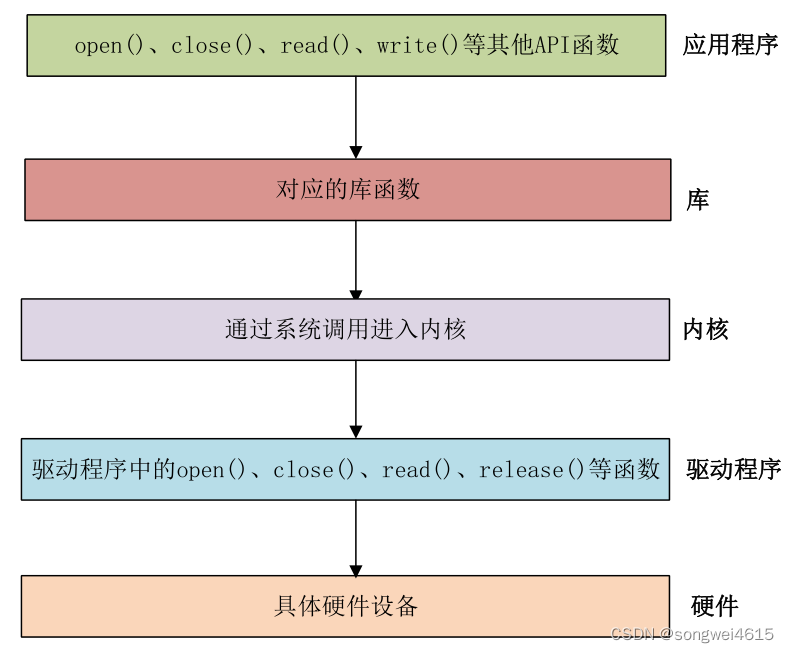 open()、close()、read()、write()等其他API函数 应用程序
对应的库函数 库
通过系统调用进入内核 内核
驱动程序中的open()、close()、read()、release()等函数 驱动程序
具体硬件设备 硬件
CSDN @songwei4615